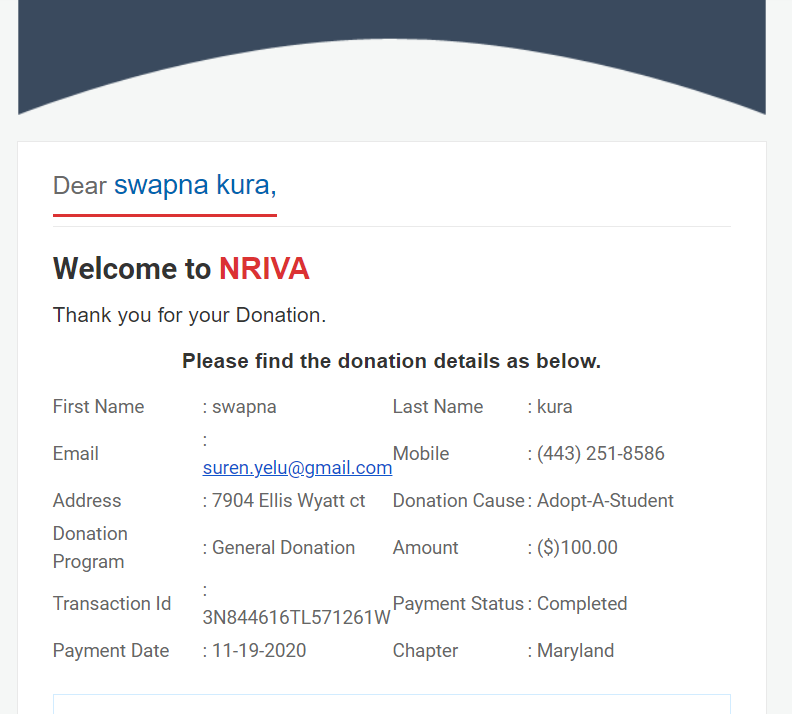 Dear swapna kura,
Welcome to NRIVA
Thank you for your Donation.
Please find the donation details as below.
First Name : swapna Last Name : kura
Email : suren.yelu@gmail.com Mobile : (443) 251-8586
Address : 7904 Ellis Wyatt ct Donation Cause : Adopt-A-Student
Donation Program : General Donation Amount : ($)100.00
Transaction Id : 3N844616TL571261W Payment Status : Completed
Payment Date : 11-19-2020 Chapter : Maryland